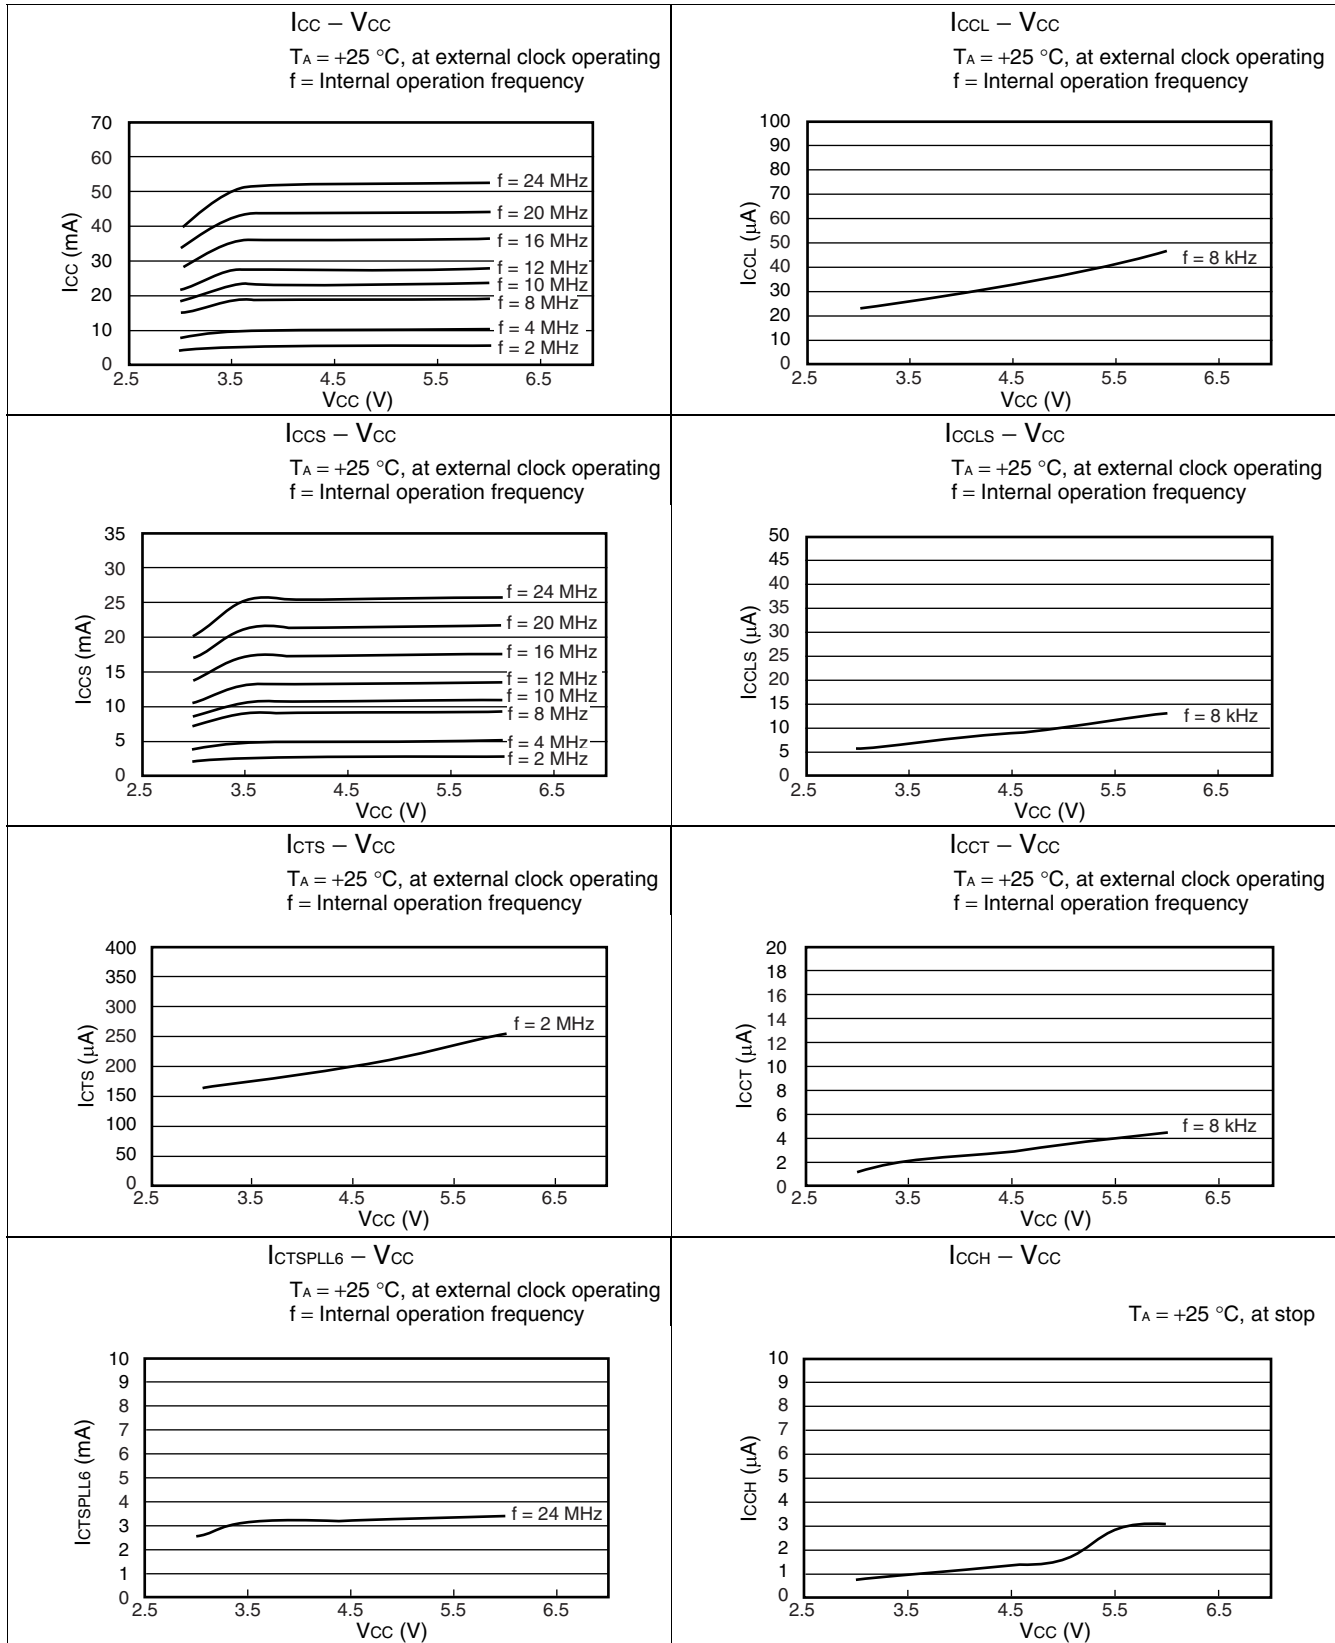 ICC – VCC
TA = +25 °C, at external clock operating
f = Internal operation frequency
70
60
50
40
30
20
10
0
ICC (mA)
f = 24 MHz
f = 20 MHz
f = 16 MHz
f = 12 MHz
f = 10 MHz
f = 8 MHz
f = 4 MHz
f = 2 MHz
2.5 3.5 4.5 5.5 6.5
VCC (V)
ICCL – VCC
TA = +25 °C, at external clock operating
f = Internal operation frequency
100
90
80
70
60
50
40
30
20
10
0
ICCL (μA)
f = 8 kHz
2.5 3.5 4.5 5.5 6.5
VCC (V)
ICCS – VCC
TA = +25 °C, at external clock operating
f = Internal operation frequency
35
30
25
20
15
10
5
0
ICCS (mA)
f = 24 MHz
f = 20 MHz
f = 16 MHz
f = 12 MHz
f = 10 MHz
f = 8 MHz
f = 4 MHz
f = 2 MHz
2.5 3.5 4.5 5.5 6.5
VCC (V)
ICCLS – VCC
TA = +25 °C, at external clock operating
f = Internal operation frequency
50
45
40
35
30
25
20
15
10
5
0
ICCLS (μA)
f = 8 kHz
2.5 3.5 4.5 5.5 6.5
VCC (V)
ICTS – VCC
TA = +25 °C, at external clock operating
f = Internal operation frequency
400
350
300
250
200
150
100
50
0
ICTS (μA)
f = 2 MHz
2.5 3.5 4.5 5.5 6.5
VCC (V)
ICCT – VCC
TA = +25 °C, at external clock operating
f = Internal operation frequency
20
18
16
14
12
10
8
6
4
2
0
ICCT (μA)
f = 8 kHz
2.5 3.5 4.5 5.5 6.5
VCC (V)
ICTSPLL6 – VCC
TA = +25 °C, at external clock operating
f = Internal operation frequency
10
9
8
7
6
5
4
3
2
1
0
ICTSPLL6 (mA)
f = 24 MHz
2.5 3.5 4.5 5.5 6.5
VCC (V)
ICCH – VCC
TA = +25 °C, at stop
10
9
8
7
6
5
4
3
2
1
0
ICCH (μA)
2.5 3.5 4.5 5.5 6.5
VCC (V)